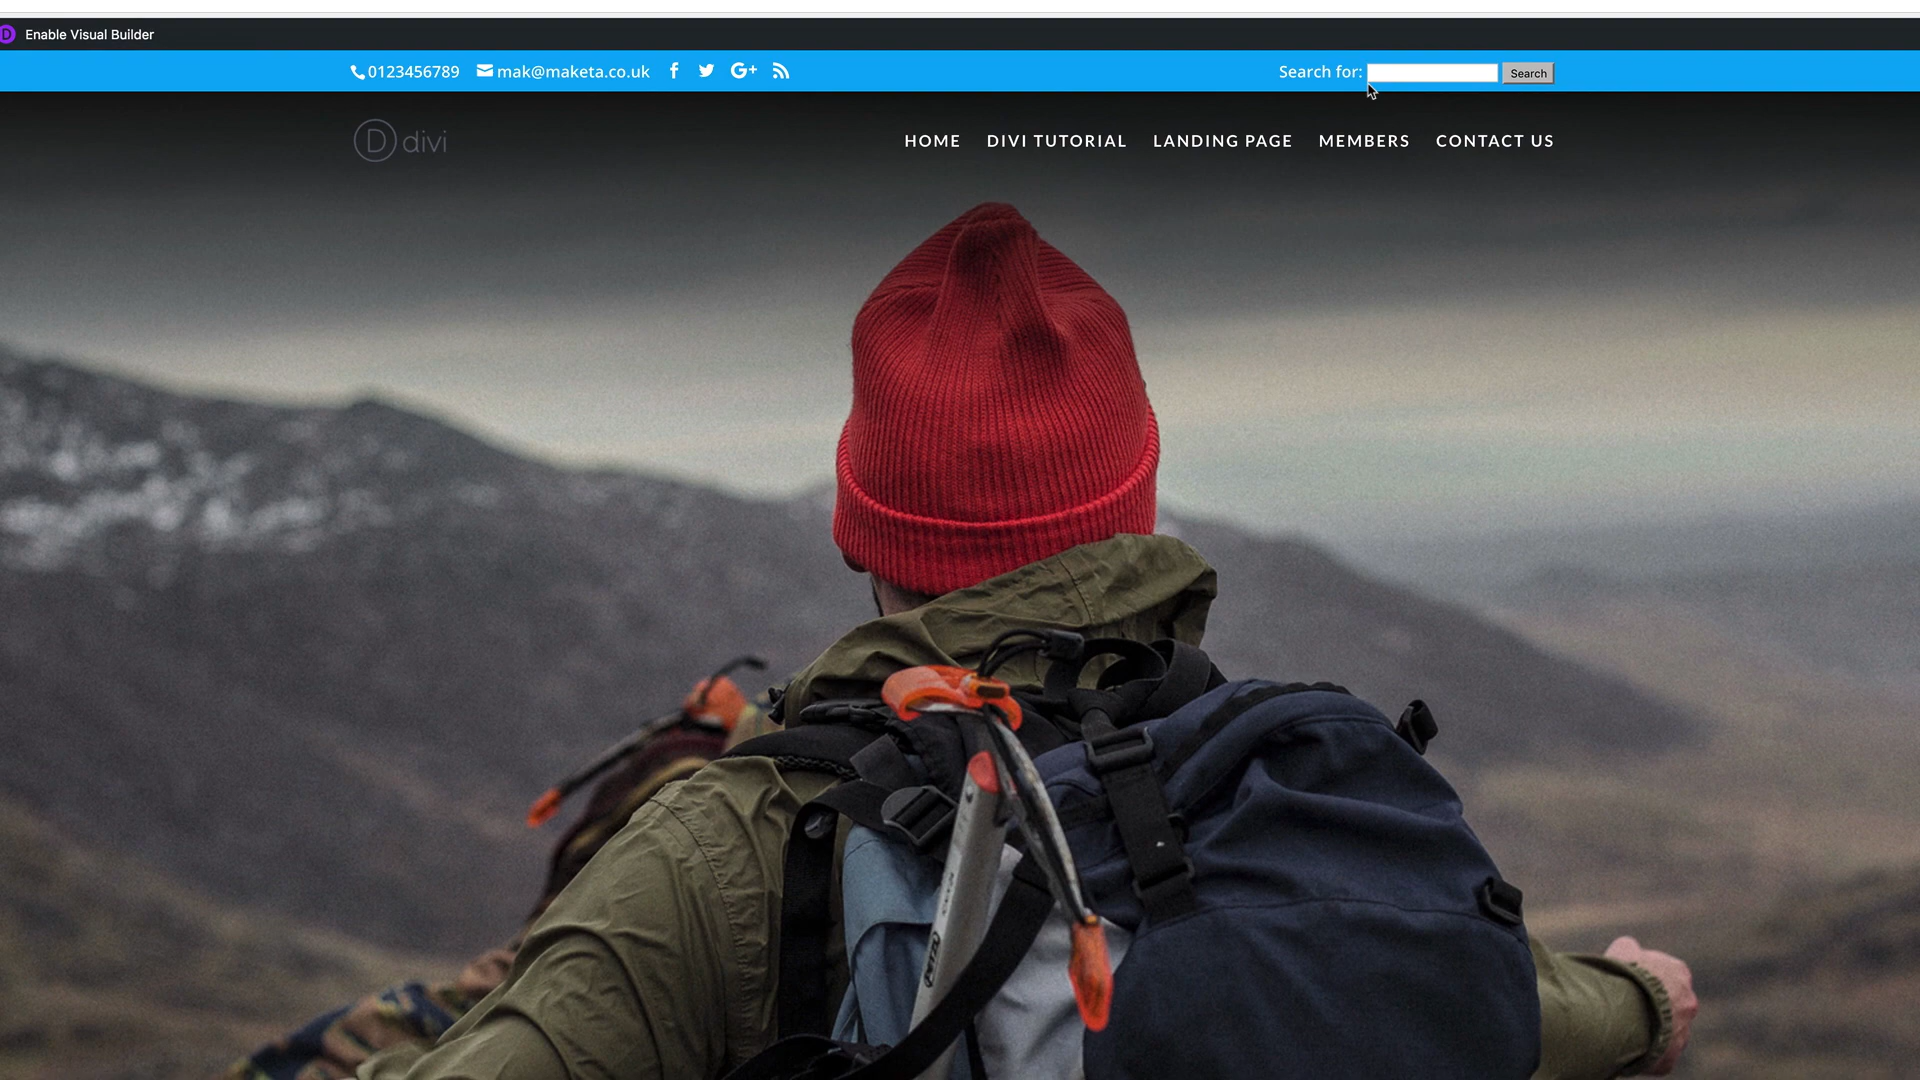 D Enable Visual Builder
0123456789 mak@maketa.co.uk f G+ Search for: Search
D divi HOME DIVI TUTORIAL LANDING PAGE MEMBERS CONTACT US
PETZL